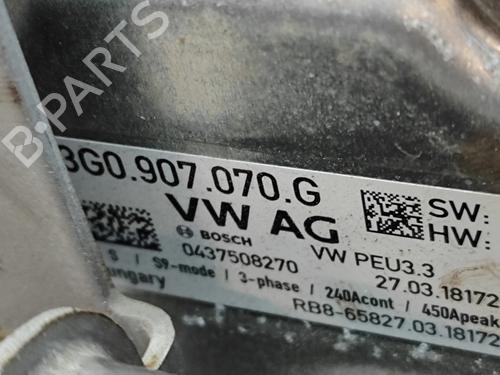 B-PARTS
3G0.907.070.G
SW:
HW:
VW AG
BOSCH
0437508270
VW PEU3.3
27.03.18172
S / S9-mode / 3-phase / 240Acont / 450Apeak
Hungary
RB8-65827.03.18172